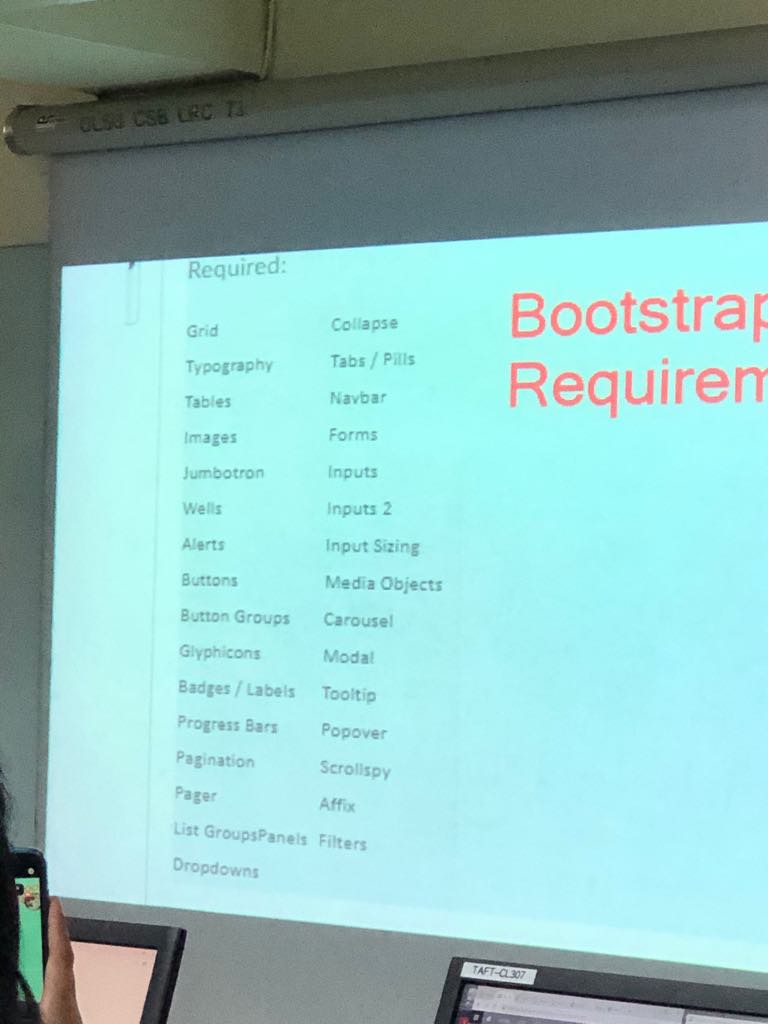 CSB LRC 71
Required:
Grid
Typography
Tables
Images
Jumbotron
Wells
Alerts
Buttons
Button Groups
Glyphicons
Badges / Labels
Progress Bars
Pagination
Pager
List GroupsPanels
Dropdowns
Collapse
Tabs / Pills
Navbar
Forms
Inputs
Inputs 2
Input Sizing
Media Objects
Carousel
Modal
Tooltip
Popover
Scrollspy
Affix
Filters
Bootstrap
Requirem
TAFT-CL307